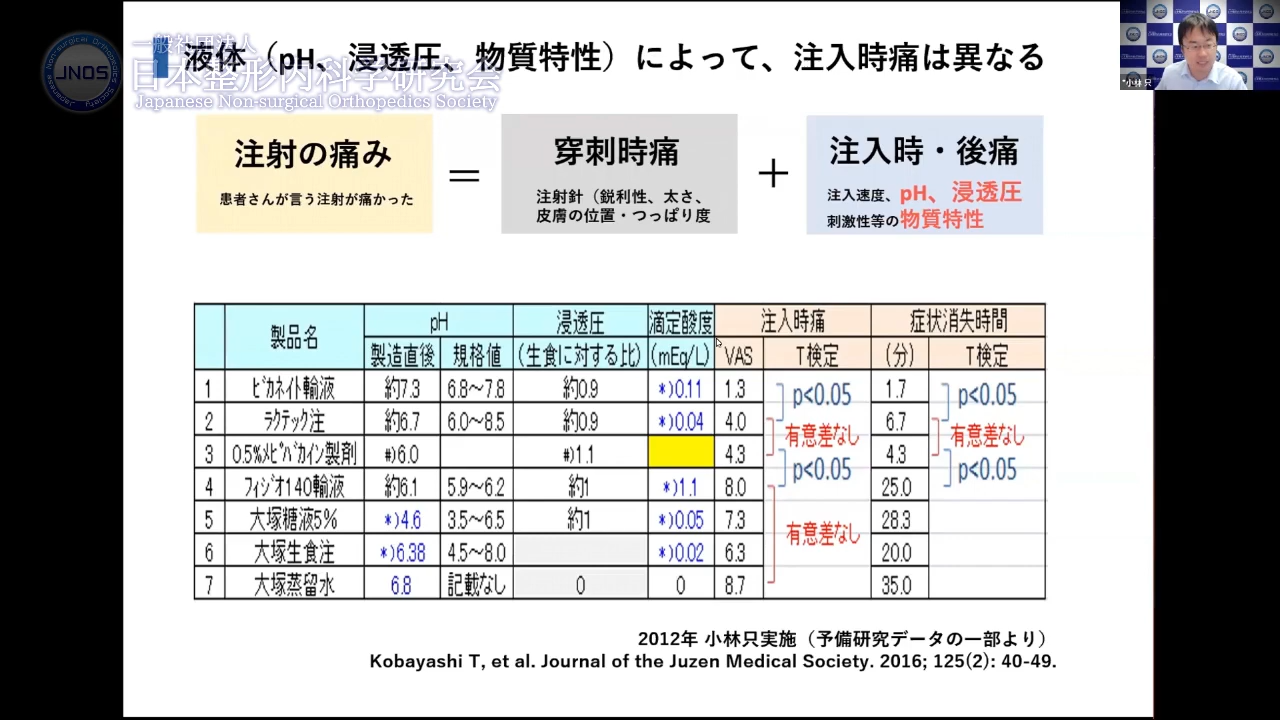 一般社団法人
日本整形内科学研究会
Japanese Non-surgical Orthopedics Society
JNOS
液体（pH、浸透圧、物質特性）によって、注入時痛は異なる
小林 只
注射の痛み
患者さんが言う注射が痛かった
＝
穿刺時痛
注射針（鋭利性、太さ、
皮膚の位置・つっぱり度
＋
注入時・後痛
注入速度、pH、浸透圧
刺激性等の物質特性
製品名 pH 浸透圧 滴定酸度 注入時痛 症状消失時間
製造直後 規格値 (生食に対する比) (mEq/L) VAS T検定 (分) T検定
1 ﾋﾞｶﾈｲﾄ輸液 約7.3 6.8～7.8 約0.9 *)0.11 1.3 p<0.05 1.7 p<0.05
2 ﾗｸﾃｯｸ注 約6.7 6.0～8.5 約0.9 *)0.04 4.0 有意差なし 6.7 有意差なし
3 0.5%ﾒﾋﾟﾊﾞｶｲﾝ製剤 #)6.0 #)1.1 4.3 p<0.05 4.3 p<0.05
4 ﾌｨｼﾞｵ140輸液 約6.1 5.9～6.2 約1 *)1.1 8.0 25.0
5 大塚糖液5% *)4.6 3.5～6.5 約1 *)0.05 7.3 有意差なし 28.3
6 大塚生食注 *)6.38 4.5～8.0 *)0.02 6.3 20.0
7 大塚蒸留水 6.8 記載なし 0 0 8.7 35.0
2012年 小林只実施（予備研究データの一部より）
Kobayashi T, et al. Journal of the Juzen Medical Society. 2016; 125(2): 40-49.